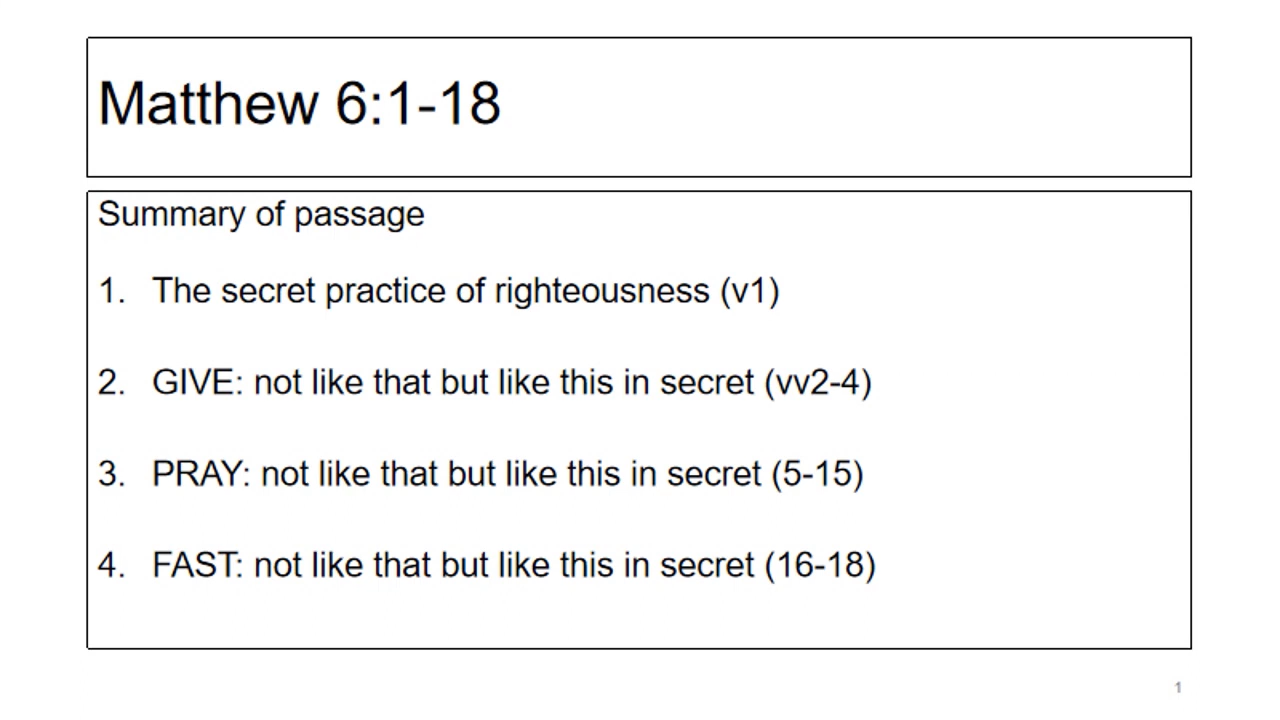 Matthew 6:1-18
Summary of passage
1. The secret practice of righteousness (v1)
2. GIVE: not like that but like this in secret (vv2-4)
3. PRAY: not like that but like this in secret (5-15)
4. FAST: not like that but like this in secret (16-18)
1